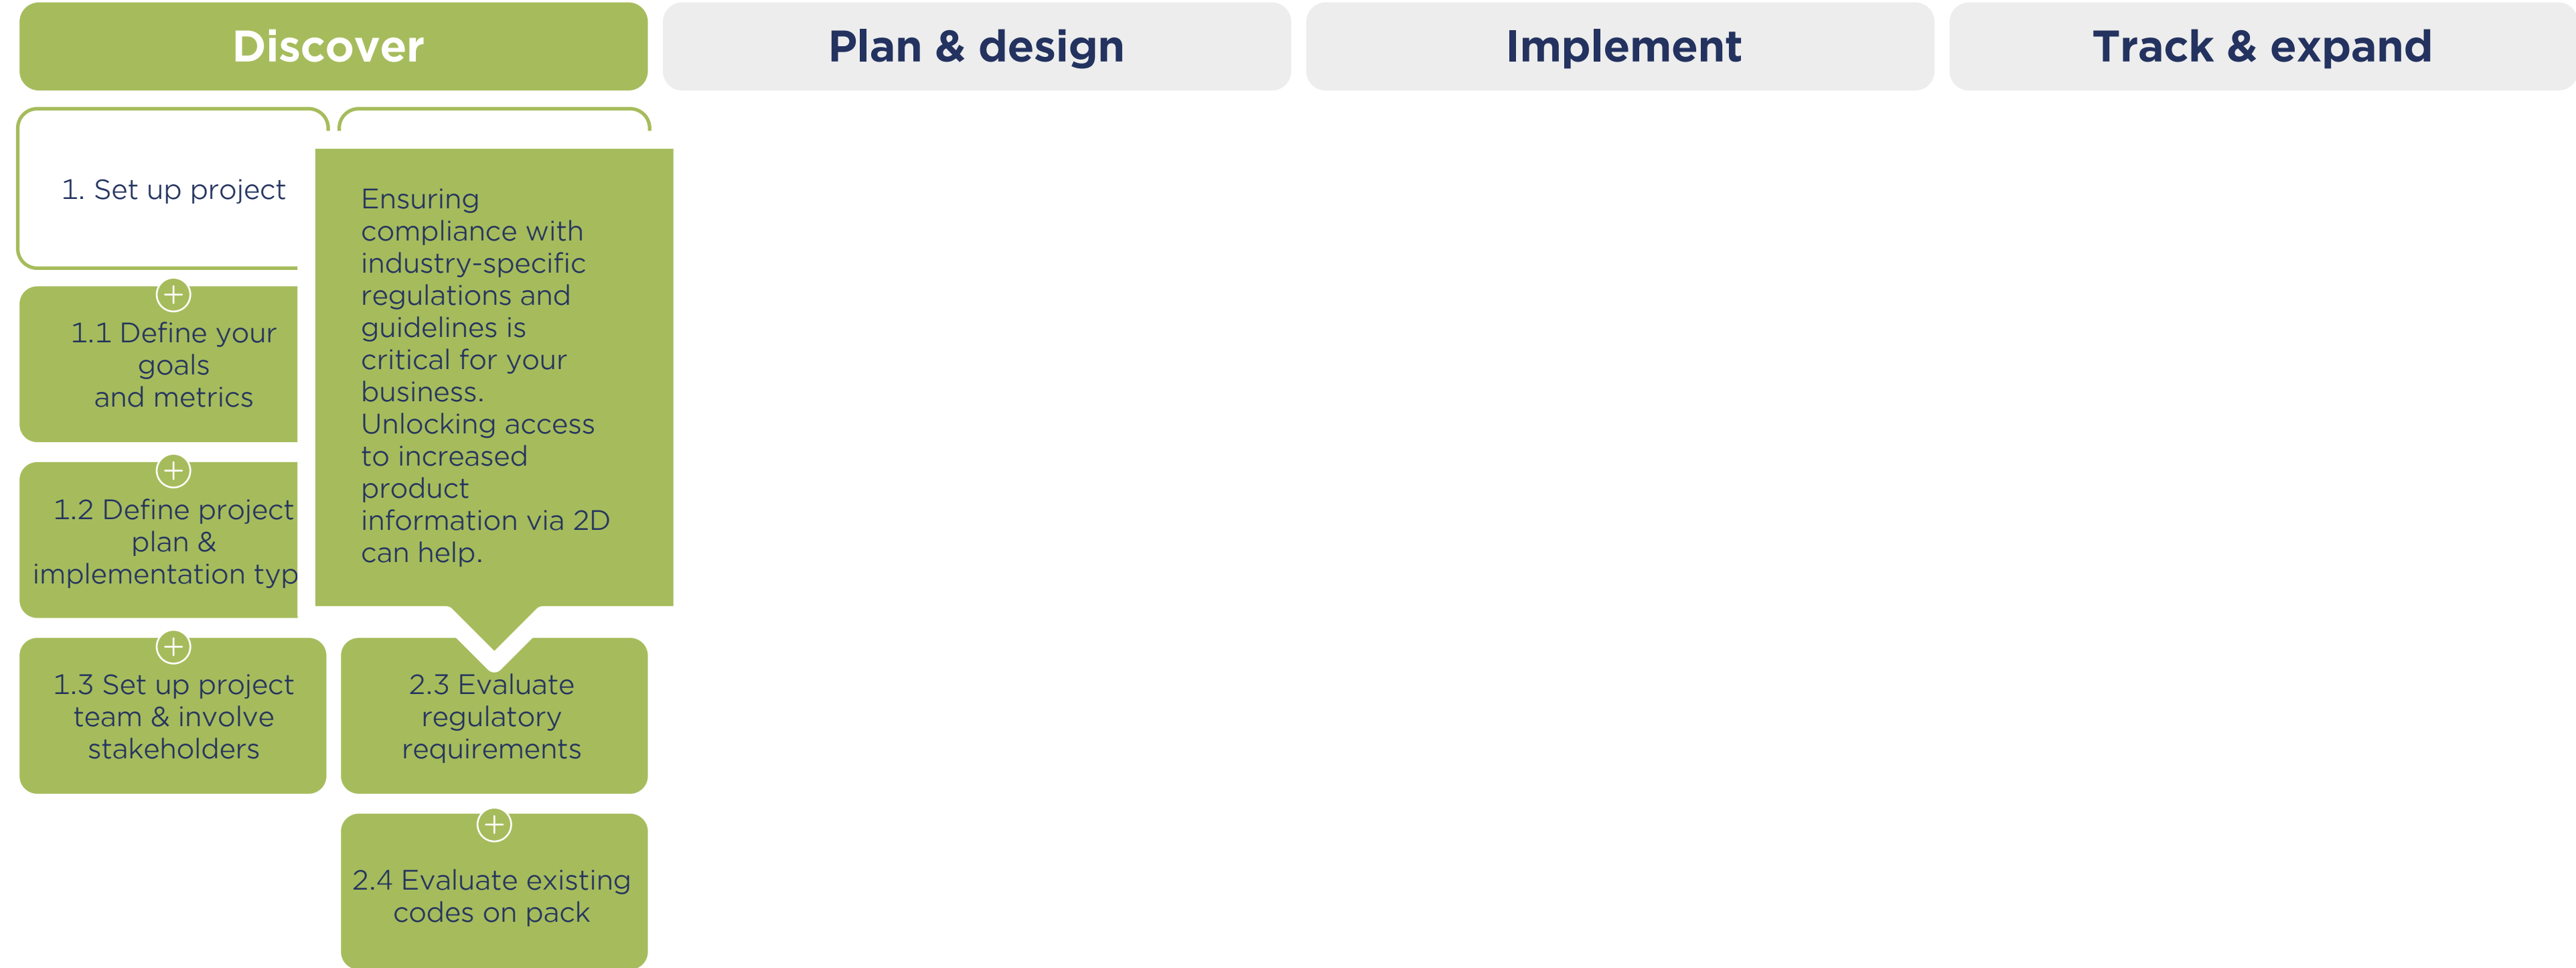 Discover
Plan & design
Implement
Track & expand
1. Set up project
1.1 Define your
goals
and metrics
1.2 Define project
plan &
implementation typ
1.3 Set up project
team & involve
stakeholders
Ensuring
compliance with
industry-specific
regulations and
guidelines is
critical for your
business.
Unlocking access
to increased
product
information via 2D
can help.
2.3 Evaluate
regulatory
requirements
2.4 Evaluate existing
codes on pack